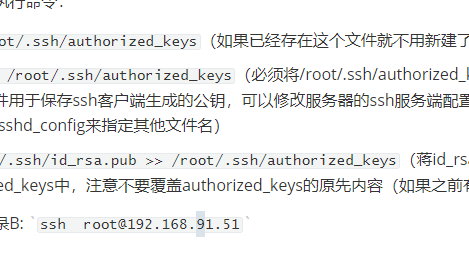 执行命令:
oot/.ssh/authorized_keys（如果已经存在这个文件就不用新建了
/root/.ssh/authorized_keys（必须将/root/.ssh/authorized_k
件用于保存ssh客户端生成的公钥，可以修改服务器的ssh服务端配置
sshd_config来指定其他文件名）
/.ssh/id_rsa.pub >> /root/.ssh/authorized_keys（蒋id_rsa
ed_keys中，注意不要覆盖authorized_keys的原先内容（如果之前有
录B: `ssh  root@192.168.91.51`